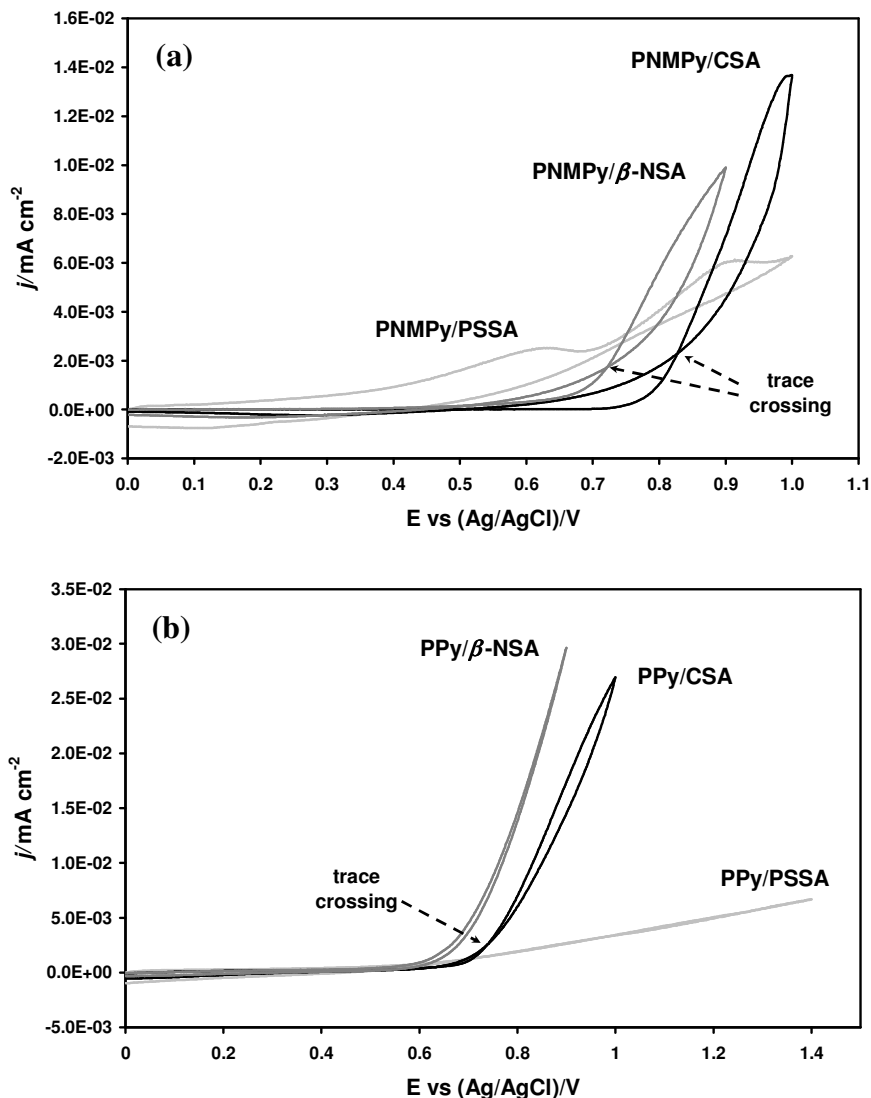 1.6E-02
(a)
PNMPy/CSA
1.4E-02
1.2E-02
PNMPy/β-NSA
1.0E-02
8.0E-03
j/mA cm⁻²
6.0E-03
PNMPy/PSSA
4.0E-03
2.0E-03
trace
crossing
0.0E+00
-2.0E-03
0.0 0.1 0.2 0.3 0.4 0.5 0.6 0.7 0.8 0.9 1.0 1.1
E vs (Ag/AgCl)/V
3.5E-02
(b)
PPy/β-NSA
3.0E-02
PPy/CSA
2.5E-02
2.0E-02
j/mA cm⁻²
1.5E-02
1.0E-02
trace
crossing
PPy/PSSA
5.0E-03
0.0E+00
-5.0E-03
0 0.2 0.4 0.6 0.8 1 1.2 1.4
E vs (Ag/AgCl)/V